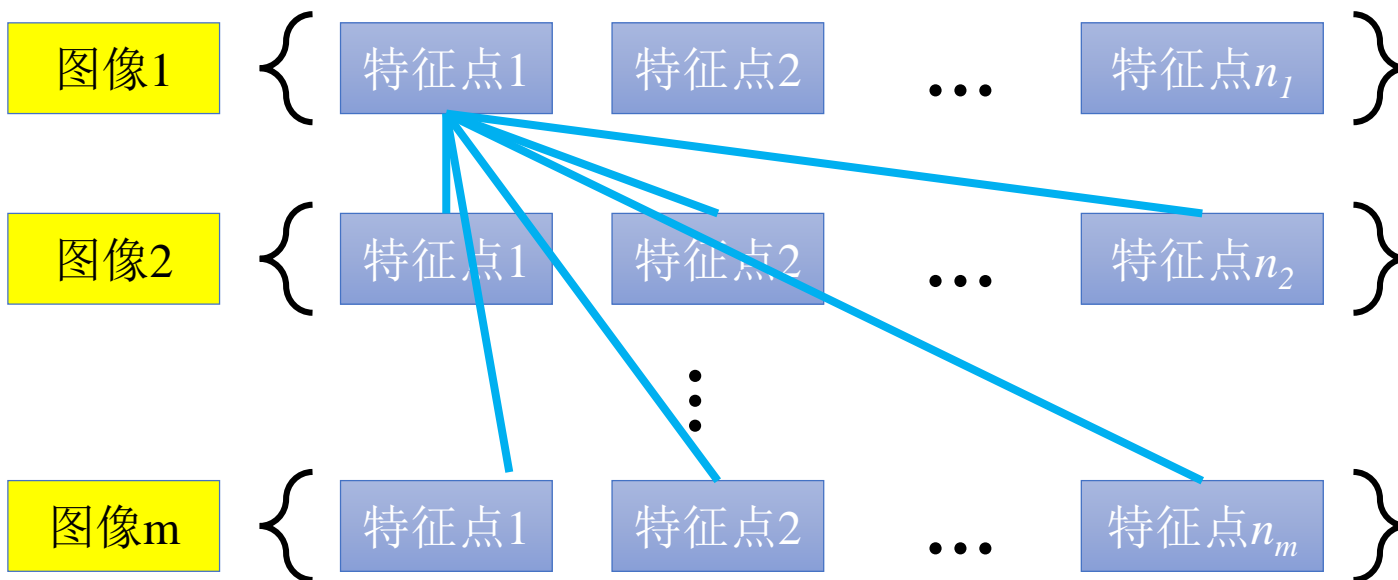 图像1 特征点1 特征点2 … 特征点n₁
图像2 特征点1 特征点2 … 特征点n₂
⋮
图像m 特征点1 特征点2 … 特征点nₘ